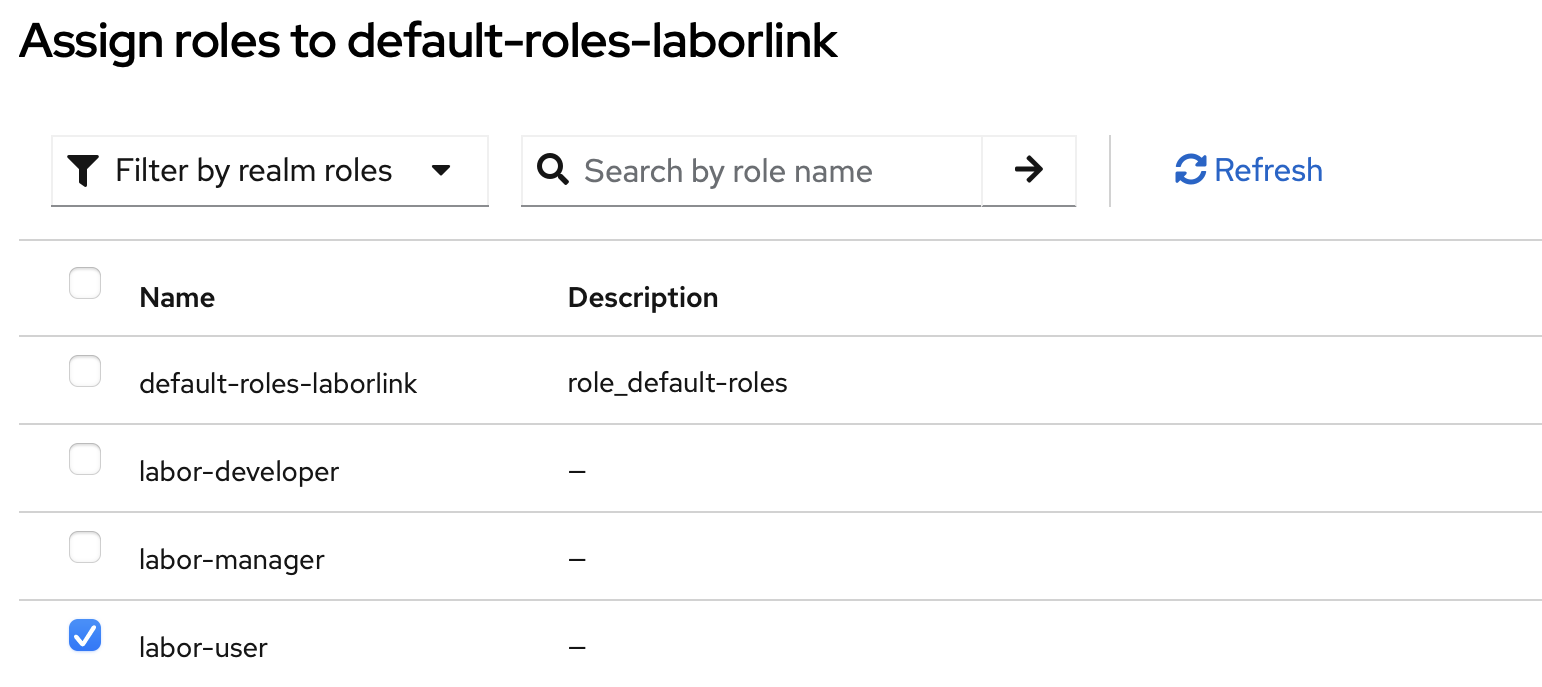 Assign roles to default-roles-laborlink
Filter by realm roles Search by role name Refresh
Name Description
default-roles-laborlink role_default-roles
labor-developer –
labor-manager –
labor-user –